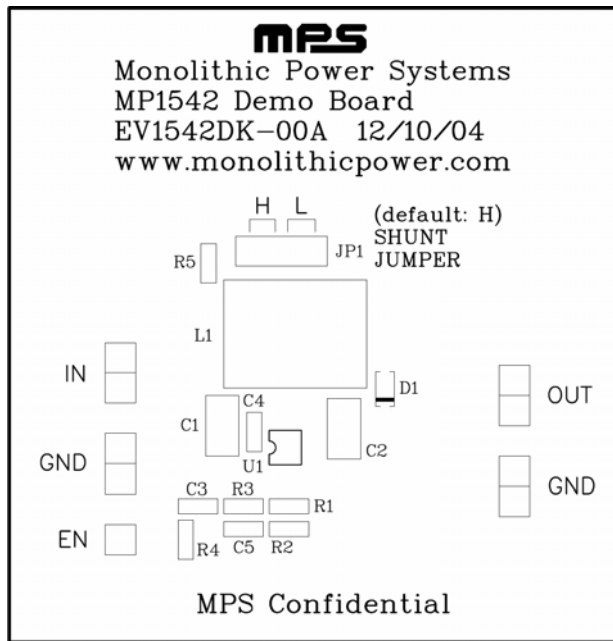 MPS
Monolithic Power Systems
MP1542 Demo Board
EV1542DK-00A 12/10/04
www.monolithicpower.com
H L
(default: H)
SHUNT
JUMPER
JP1
R5
L1
IN
D1
OUT
C4
C1
C2
U1
GND
GND
C3 R3 R1
EN
R4 C5 R2
MPS Confidential